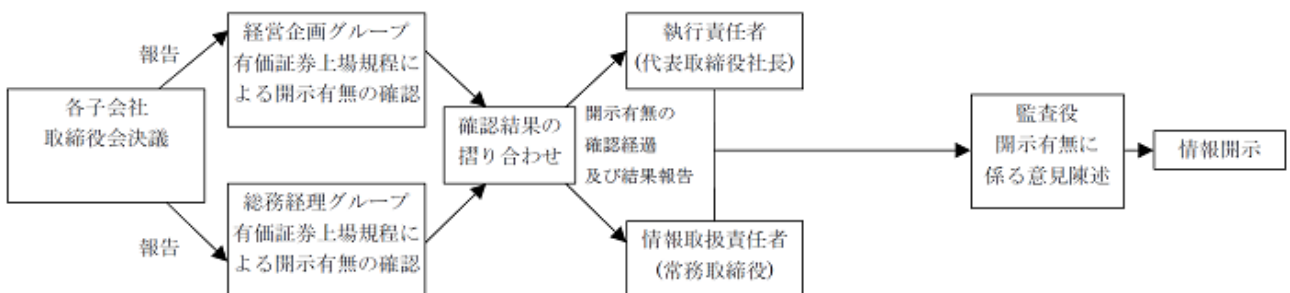 報告
各子会社
取締役会決議
報告
経営企画グループ
有価証券上場規程に
よる開示有無の確認
総務経理グループ
有価証券上場規程に
よる開示有無の確認
確認結果の
摺り合わせ
開示有無の
確認経過
及び結果報告
執行責任者
(代表取締役社長)
情報取扱責任者
(常務取締役)
監査役
開示有無に
係る意見陳述
情報開示